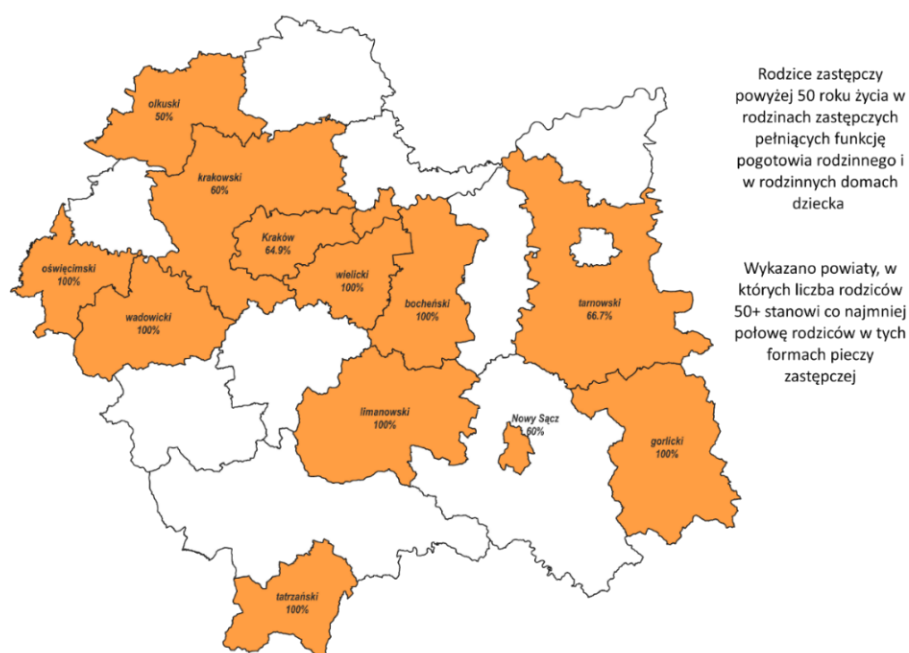 olkuski
50%
krakowski
60%
Kraków
64.9%
oświęcimski
100%
wielicki
100%
wadowicki
100%
bocheński
100%
tarnowski
66.7%
limanowski
100%
Nowy Sącz
60%
gorlicki
100%
tatrzański
100%
Rodzice zastępczy
powyżej 50 roku życia w
rodzinach zastępczych
pełniących funkcję
pogotowia rodzinnego i
w rodzinnych domach
dziecka
Wykazano powiaty, w
których liczba rodziców
50+ stanowi co najmniej
połowę rodziców w tych
formach pieczy
zastępczej